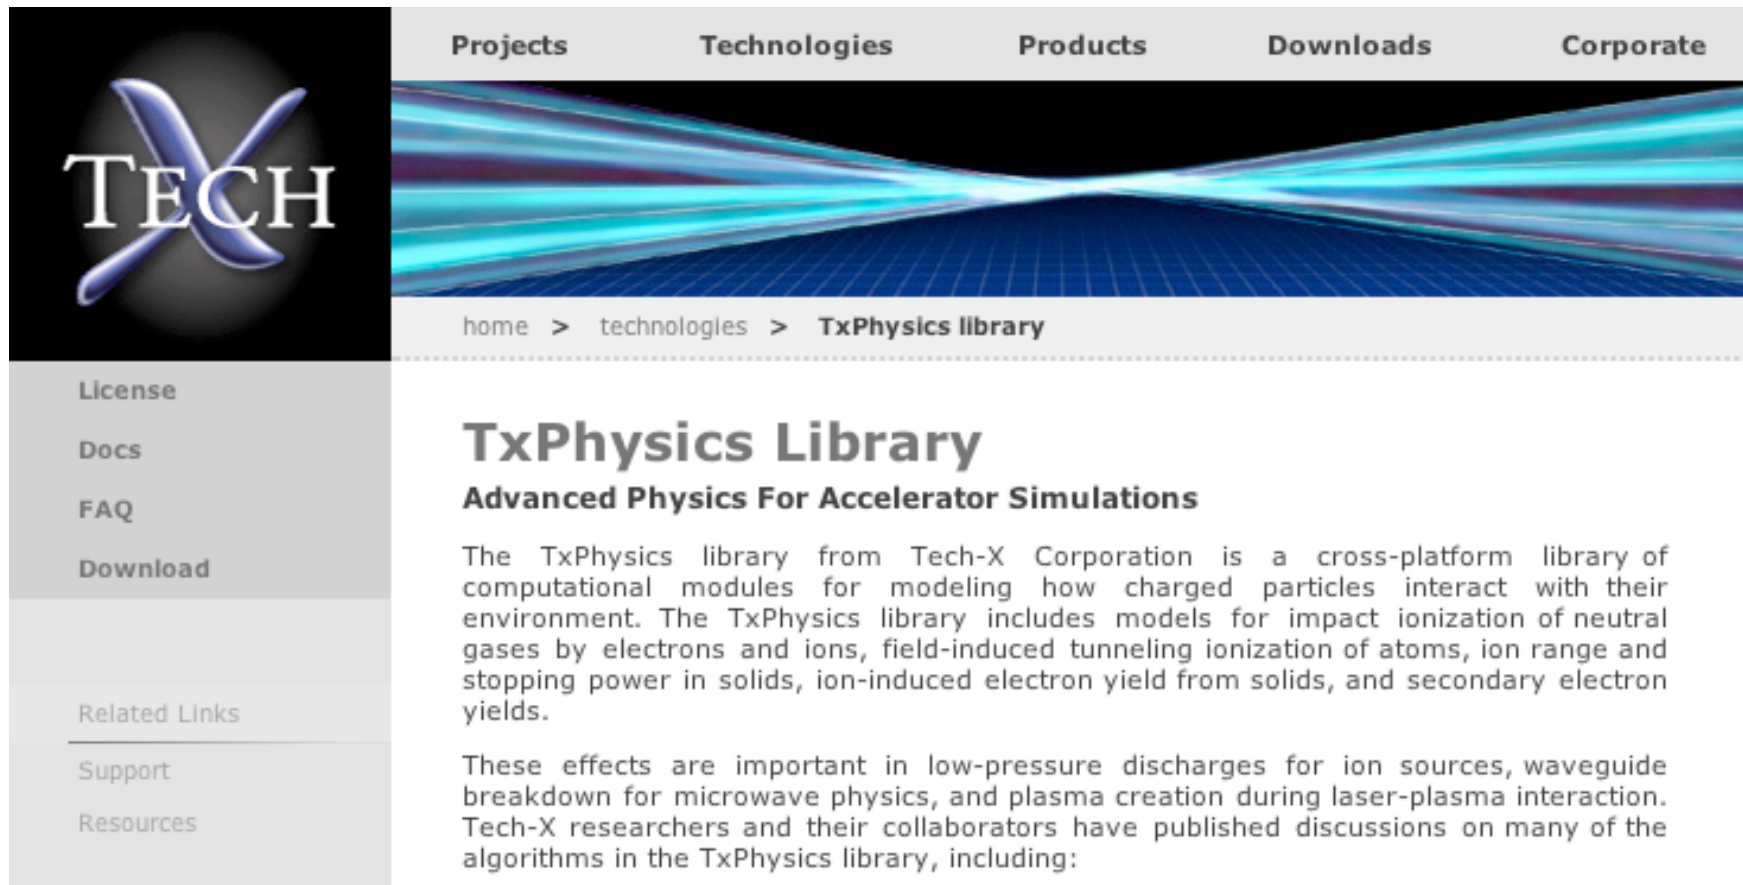 Projects Technologies Products Downloads Corporate
TECH X
home > technologies > TxPhysics library
License
Docs
FAQ
Download
Related Links
Support
Resources
TxPhysics Library
Advanced Physics For Accelerator Simulations
The TxPhysics library from Tech-X Corporation is a cross-platform library of
computational modules for modeling how charged particles interact with their
environment. The TxPhysics library includes models for impact ionization of neutral
gases by electrons and ions, field-induced tunneling ionization of atoms, ion range and
stopping power in solids, ion-induced electron yield from solids, and secondary electron
yields.
These effects are important in low-pressure discharges for ion sources, waveguide
breakdown for microwave physics, and plasma creation during laser-plasma interaction.
Tech-X researchers and their collaborators have published discussions on many of the
algorithms in the TxPhysics library, including: